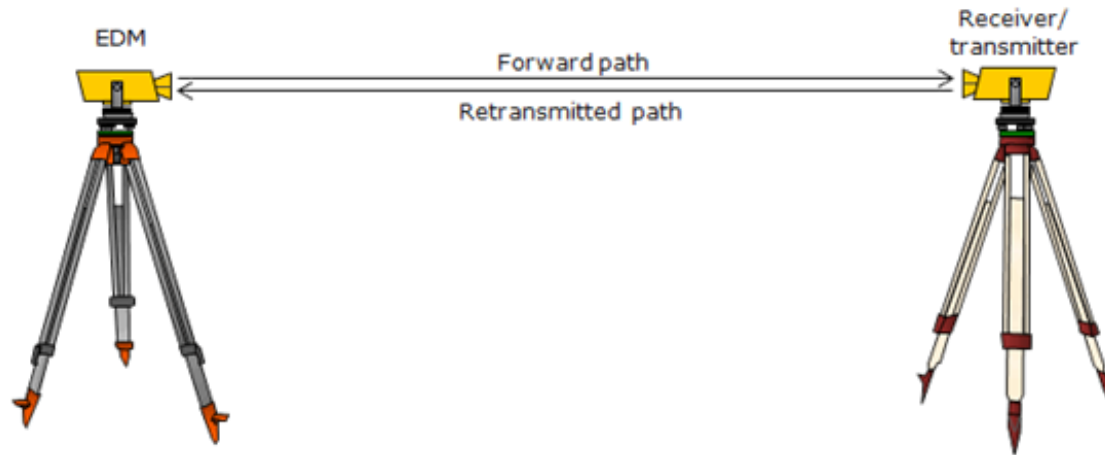 EDM
Receiver/
transmitter
Forward path
Retransmitted path